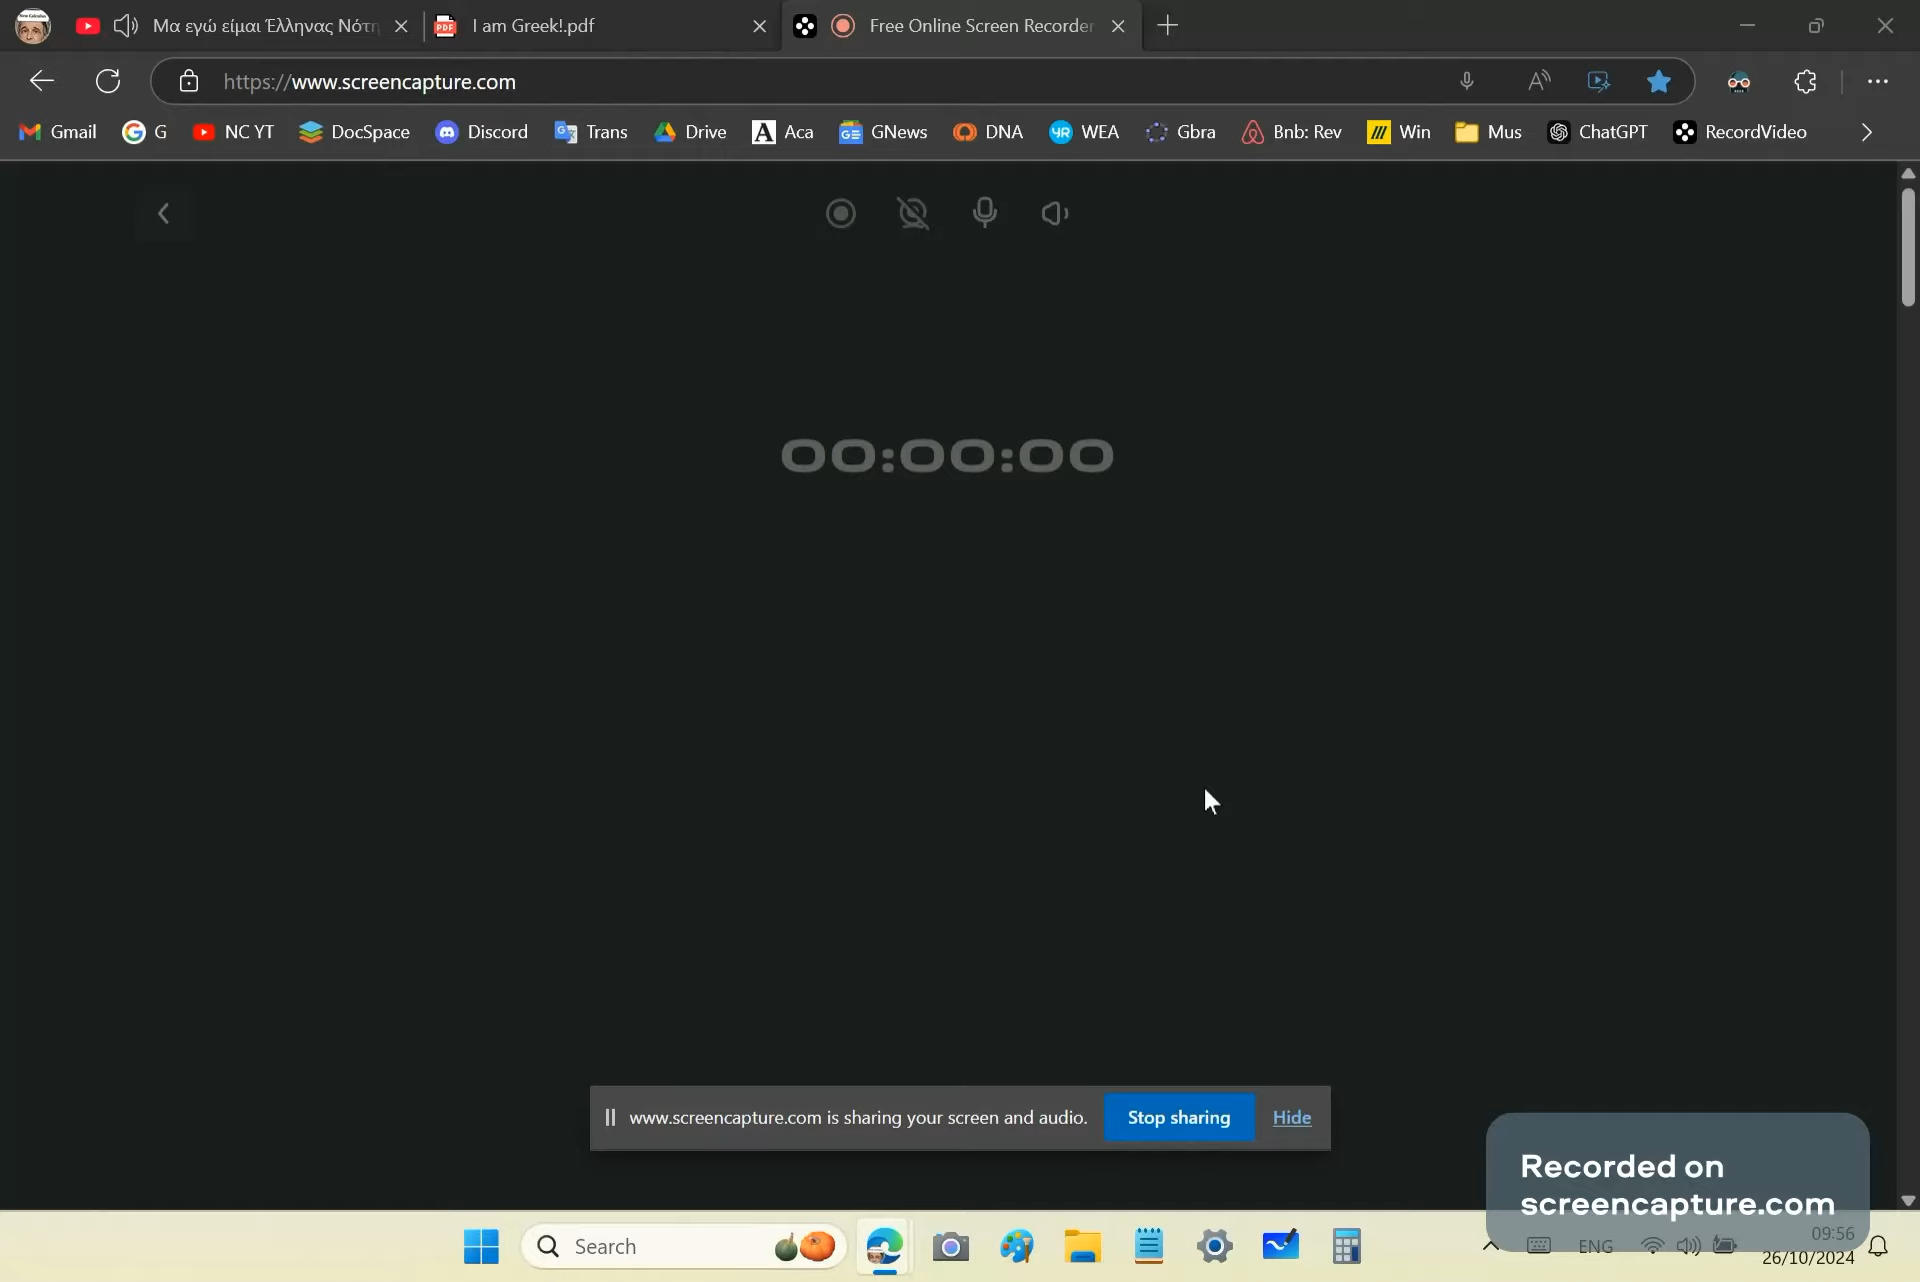 Μα εγώ είμαι Έλληνας Νότη
I am Greek!.pdf
Free Online Screen Recorder
https://www.screencapture.com
Gmail
G
NC YT
DocSpace
Discord
Trans
Drive
Aca
GNews
DNA
WEA
Gbra
Bnb: Rev
Win
Mus
ChatGPT
RecordVideo
00:00:00
www.screencapture.com is sharing your screen and audio.
Stop sharing
Hide
Recorded on
screencapture.com
Search
ENG
09:56
26/10/2024